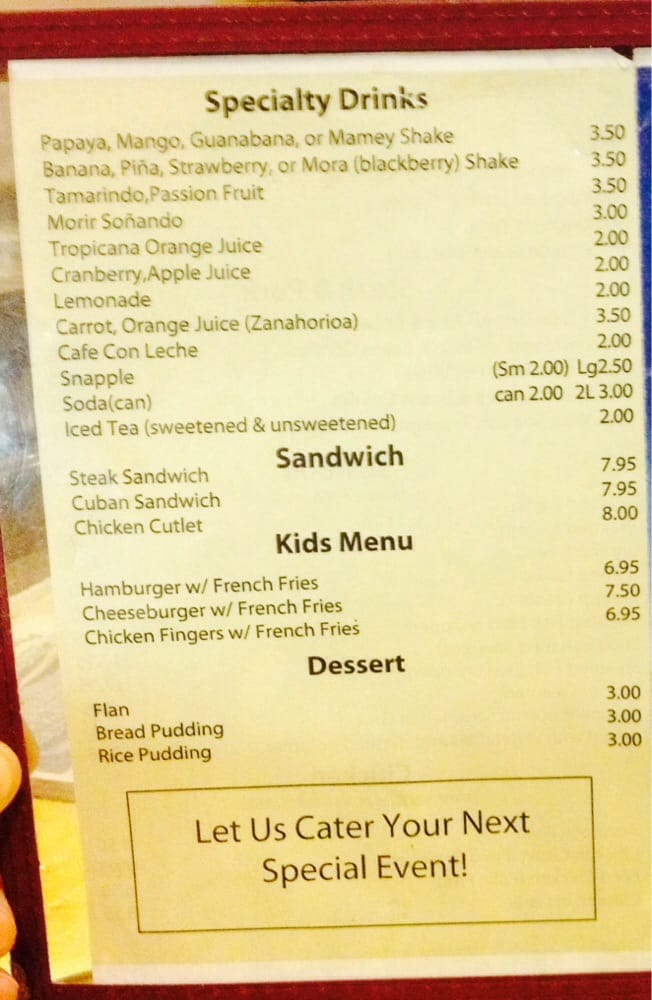 Specialty Drinks
Papaya, Mango, Guanabana, or Mamey Shake 3.50
Banana, Piña, Strawberry, or Mora (blackberry) Shake 3.50
Tamarindo,Passion Fruit 3.50
Morir Soñando 3.00
Tropicana Orange Juice 2.00
Cranberry,Apple Juice 2.00
Lemonade 2.00
Carrot, Orange Juice (Zanahorioa) 3.50
Cafe Con Leche 2.00
Snapple (Sm 2.00) Lg2.50
Soda(can) can 2.00 2L 3.00
Iced Tea (sweetened & unsweetened) 2.00
Sandwich
Steak Sandwich 7.95
Cuban Sandwich 7.95
Chicken Cutlet 8.00
Kids Menu
Hamburger w/ French Fries 6.95
Cheeseburger w/ French Fries 7.50
Chicken Fingers w/ French Fries 6.95
Dessert
Flan 3.00
Bread Pudding 3.00
Rice Pudding 3.00
Let Us Cater Your Next
Special Event!